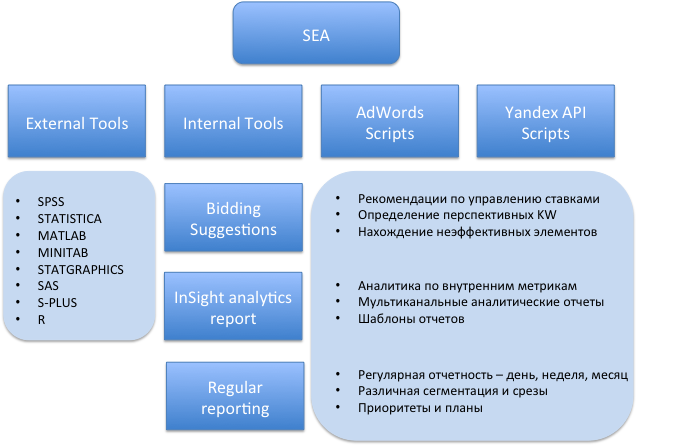 SEA
External Tools
Internal Tools
AdWords
Scripts
Yandex API
Scripts
• SPSS
• STATISTICA
• MATLAB
• MINITAB
• STATGRAPHICS
• SAS
• S-PLUS
• R
Bidding
Suggestions
• Рекомендации по управлению ставками
• Определение перспективных KW
• Нахождение неэффективных элементов
InSight analytics
report
• Аналитика по внутренним метрикам
• Мультиканальные аналитические отчеты
• Шаблоны отчетов
Regular
reporting
• Регулярная отчетность – день, неделя, месяц
• Различная сегментация и срезы
• Приоритеты и планы